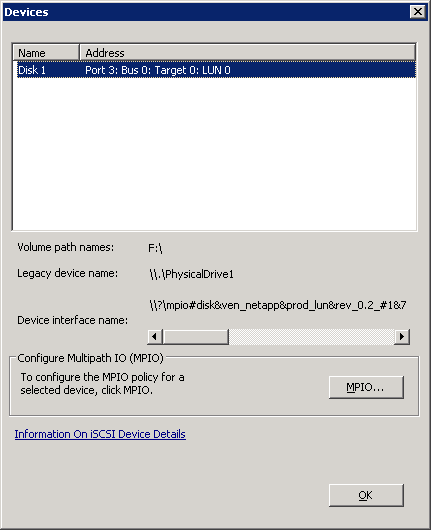 Devices
Name Address
Disk 1 Port 3: Bus 0: Target 0: LUN 0
Volume path names: F:\
Legacy device name: \\.\PhysicalDrive1
\\?\mpio#disk&ven_netapp&prod_lun&rev_0.2_#1&7
Device interface name:
Configure Multipath IO (MPIO)
To configure the MPIO policy for a
selected device, click MPIO.
MPIO...
Information On iSCSI Device Details
OK